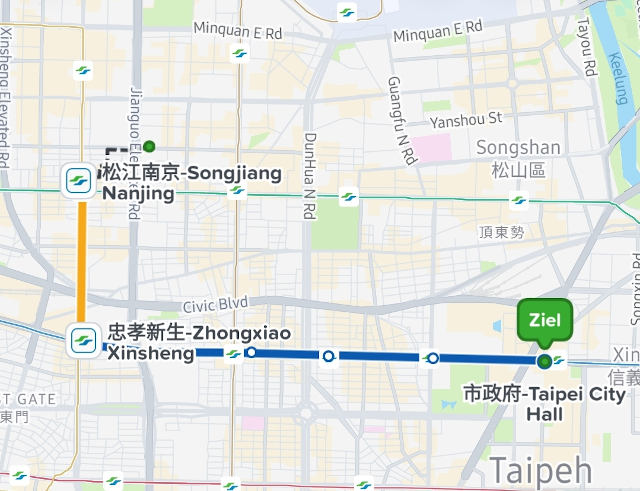 Minquan E Rd
Minquan E Rd
Tayou Rd
Keelung
Xinsheng Elevated Rd
Jianguo Elevated Rd
Guangfu N Rd
Yanshou St
DunHua N Rd
Songshan
松山區
松江南京-Songjiang
Nanjing
頂東勢
Civic Blvd
Ziel
忠孝新生-Zhongxiao
Xinsheng
Xin
信義
市政府-Taipei City
Hall
ST GATE
東門
Taipeh